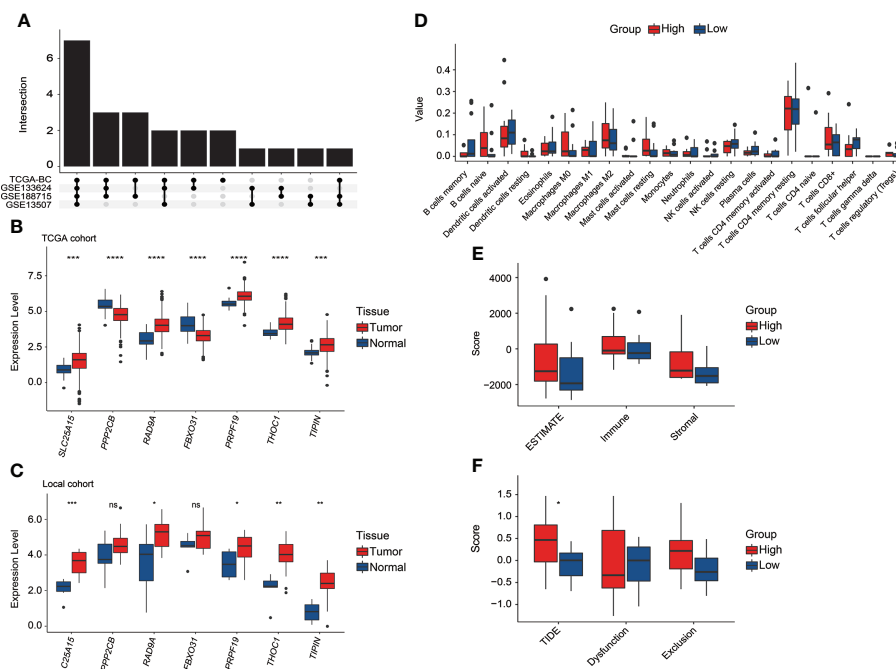 A
Intersection
6
4
2
0
TCGA-BC
GSE133624
GSE188715
GSE13507
B
TCGA cohort
*** **** **** **** **** **** ***
Expression Level
7.5
5.0
2.5
0.0
Tissue
Tumor
Normal
SLC25A15 PPP2CB RAD9A FBXO31 PRPF19 THOC1 TIPIN
C
Local cohort
*** ns * ns * ** **
Expression Level
6.0
4.0
2.0
0.0
Tissue
Tumor
Normal
C25A15 PPP2CB RAD9A FBXO31 PRPF19 THOC1 TIPIN
D
Group High Low
Value
0.4
0.3
0.2
0.1
0.0
B cells memory
B cells naive
Dendritic cells activated
Dendritic cells resting
Eosinophils
Macrophages M0
Macrophages M1
Macrophages M2
Mast cells activated
Mast cells resting
Monocytes
Neutrophils
NK cells activated
NK cells resting
Plasma cells
T cells CD4 memory activated
T cells CD4 memory resting
T cells CD4 naive
T cells CD8+
T cells follicular helper
T cells gamma delta
T cells regulatory (Tregs)
E
Score
4000
2000
0
−2000
Group
High
Low
ESTIMATE Immune Stromal
F
Score
1.5
1.0
0.5
0.0
−0.5
−1.0
*
Group
High
Low
TIDE Dysfunction Exclusion